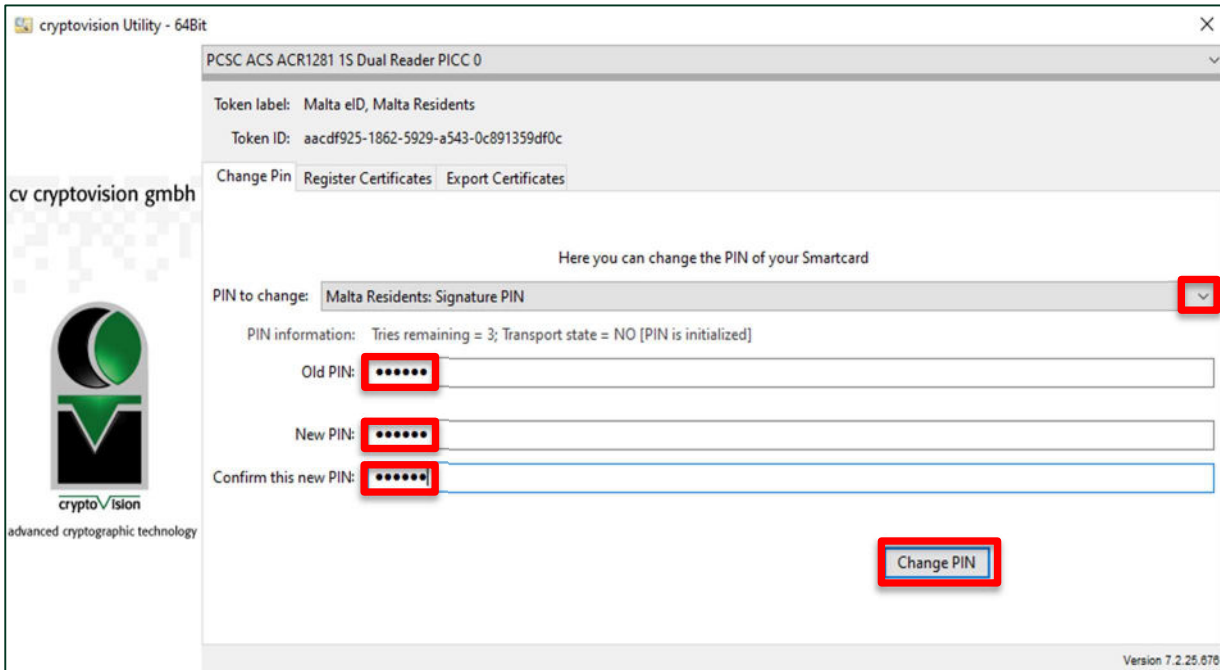 cryptovision Utility - 64Bit
PCSC ACS ACR1281 1S Dual Reader PICC 0
Token label: Malta eID, Malta Residents
Token ID: aacdf925-1862-5929-a543-0c891359df0c
Change Pin Register Certificates Export Certificates
cv cryptovision gmbh
Here you can change the PIN of your Smartcard
PIN to change: Malta Residents: Signature PIN
PIN information: Tries remaining = 3; Transport state = NO [PIN is initialized]
Old PIN: ●●●●●●
New PIN: ●●●●●●
Confirm this new PIN: ●●●●●●
cryptoVision
advanced cryptographic technology
Change PIN
Version 7.2.25.676